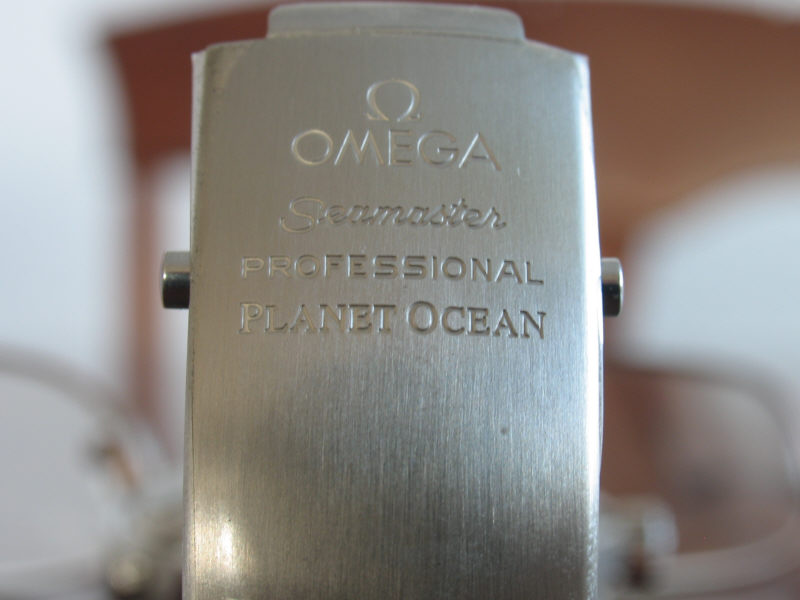 Ω
OMEGA
Seamaster
PROFESSIONAL
PLANET OCEAN